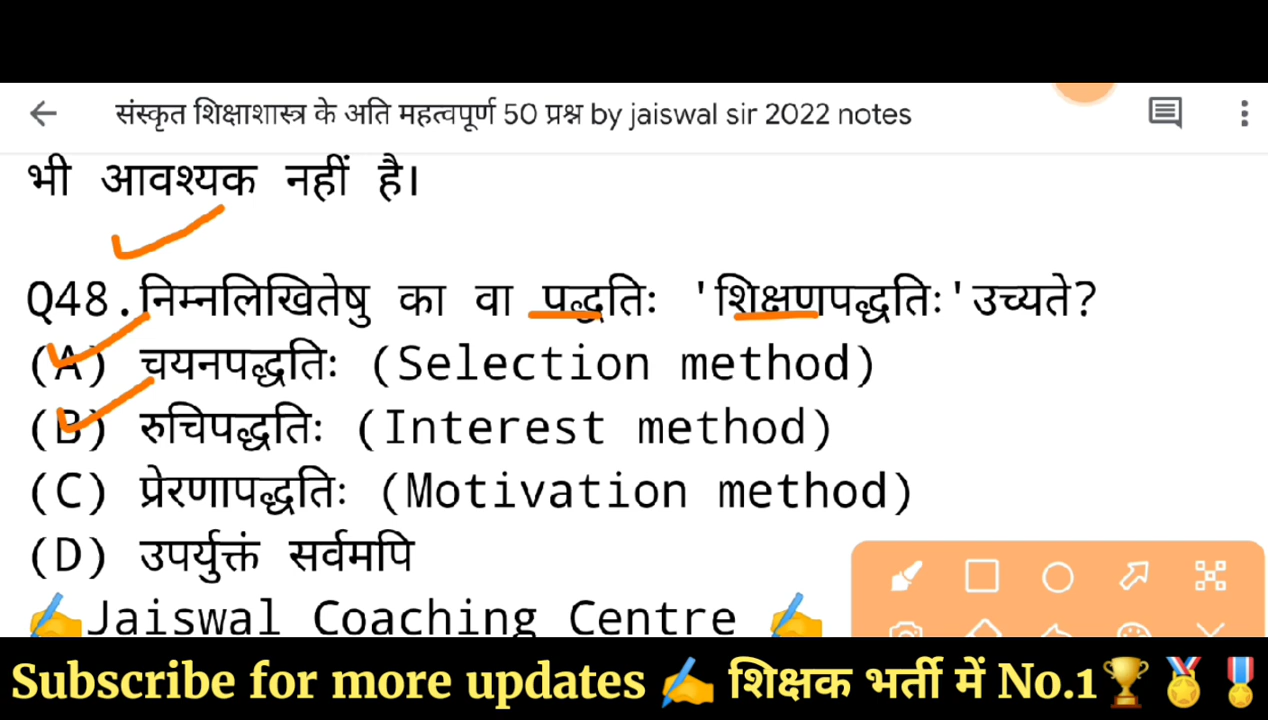 संस्कृत शिक्षाशास्त्र के अति महत्वपूर्ण 50 प्रश्न by jaiswal sir 2022 notes
भी आवश्यक नहीं है।
Q48.निम्नलिखितेषु का वा पद्धतिः 'शिक्षणपद्धतिः'उच्यते?
(A) चयनपद्धतिः (Selection method)
(B) रुचिपद्धतिः (Interest method)
(C) प्रेरणापद्धतिः (Motivation method)
(D) उपर्युक्तं सर्वमपि
✍️Jaiswal Coaching Centre ✍️
Subscribe for more updates ✍️ शिक्षक भर्ती में No.1🏆🥇🏅